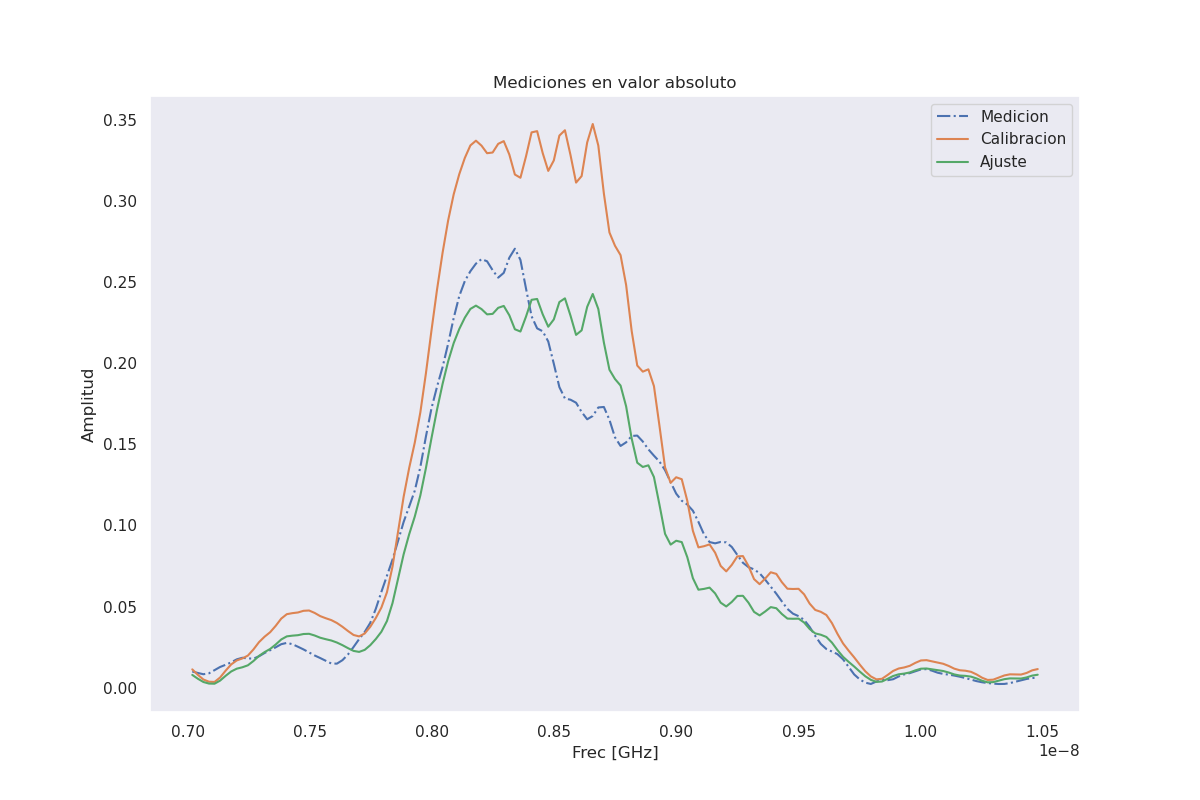 Mediciones en valor absoluto
Medicion
Calibracion
Ajuste
Amplitud
0.35
0.30
0.25
0.20
0.15
0.10
0.05
0.00
0.70 0.75 0.80 0.85 0.90 0.95 1.00 1.05
1e−8
Frec [GHz]